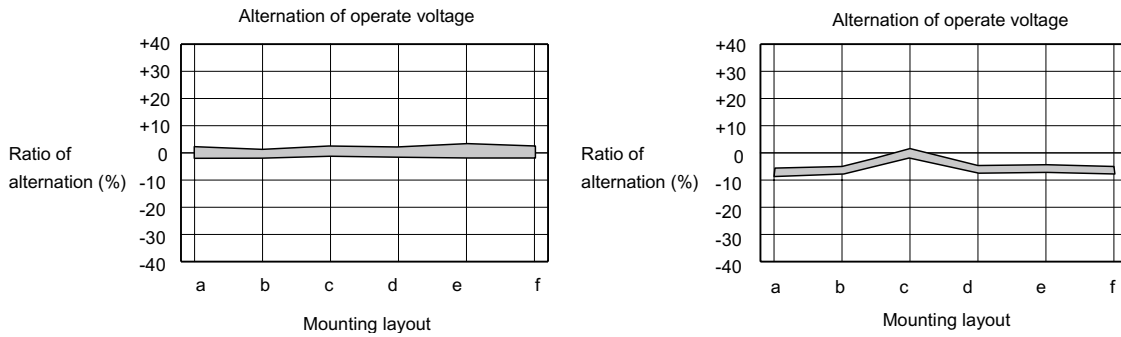 Alternation of operate voltage
+40
+30
+20
+10
0
-10
-20
-30
-40
Ratio of
alternation (%)
a b c d e f
Mounting layout
Alternation of operate voltage
+40
+30
+20
+10
0
-10
-20
-30
-40
Ratio of
alternation (%)
a b c d e f
Mounting layout